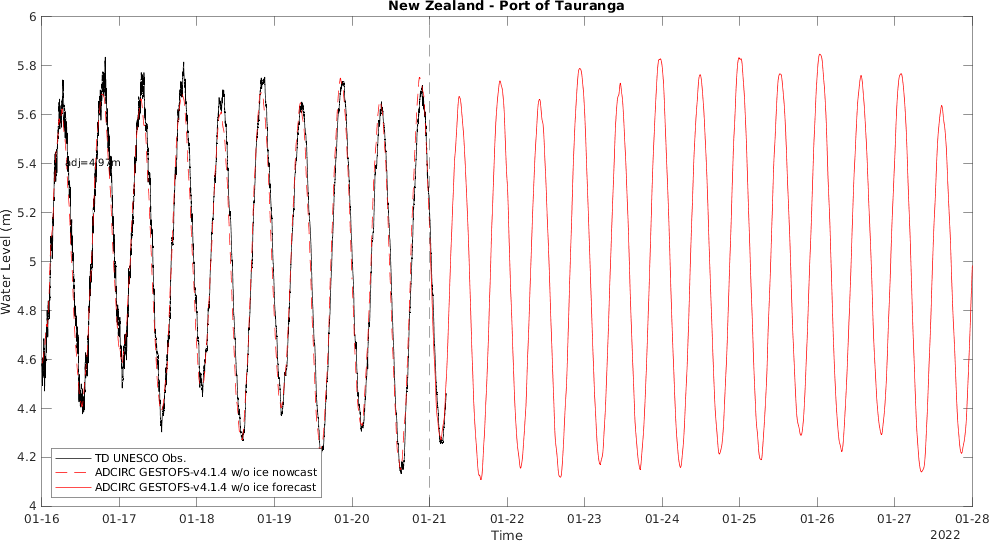 New Zealand - Port of Tauranga
6
5.8
5.6
5.4
5.2
5
4.8
4.6
4.4
4.2
4
Water Level (m)
adj=4.97m
TD UNESCO Obs.
ADCIRC GESTOFS-v4.1.4 w/o ice nowcast
ADCIRC GESTOFS-v4.1.4 w/o ice forecast
01-16 01-17 01-18 01-19 01-20 01-21 01-22 01-23 01-24 01-25 01-26 01-27 01-28
Time
2022